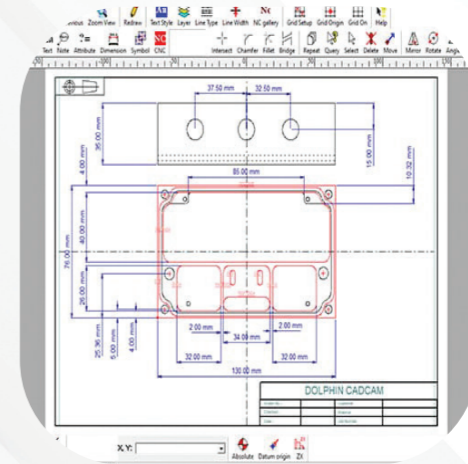 Zoom View Redraw Text Style Layer Line Type Line Width NC gallery Grid Setup Grid Origin Grid On Help
Text Note Attribute Dimension Symbol CNC Intersect Chamfer Fillet Bridge Repeat Query Select Delete Move Mirror Rotate
37.50 mm 32.50 mm
35.00 mm
15.00 mm
4.00 mm
10.32 mm
85.00 mm
76.00 mm
40.00 mm
26.00 mm
25.36 mm
5.00 mm
4.00 mm
2.00 mm 2.00 mm
34.00 mm
32.00 mm 32.00 mm
130.00 mm
DOLPHIN CADCAM
X,Y:
Absolute Datum origin ZX